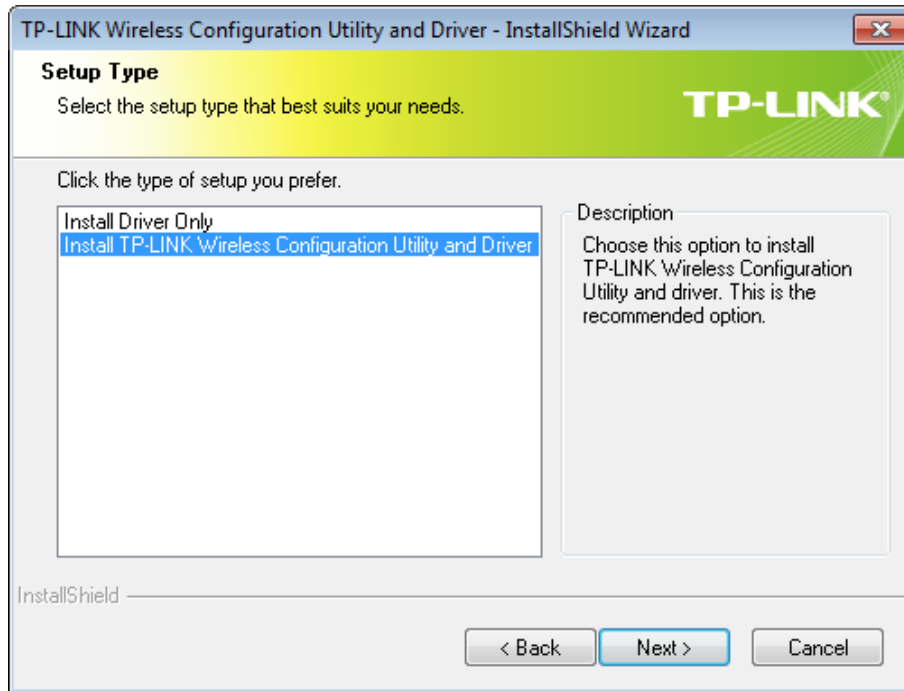 TP-LINK Wireless Configuration Utility and Driver - InstallShield Wizard
Setup Type
Select the setup type that best suits your needs.
TP-LINK®
Click the type of setup you prefer.
Install Driver Only
Install TP-LINK Wireless Configuration Utility and Driver
Description
Choose this option to install
TP-LINK Wireless Configuration
Utility and driver. This is the
recommended option.
InstallShield
< Back
Next >
Cancel